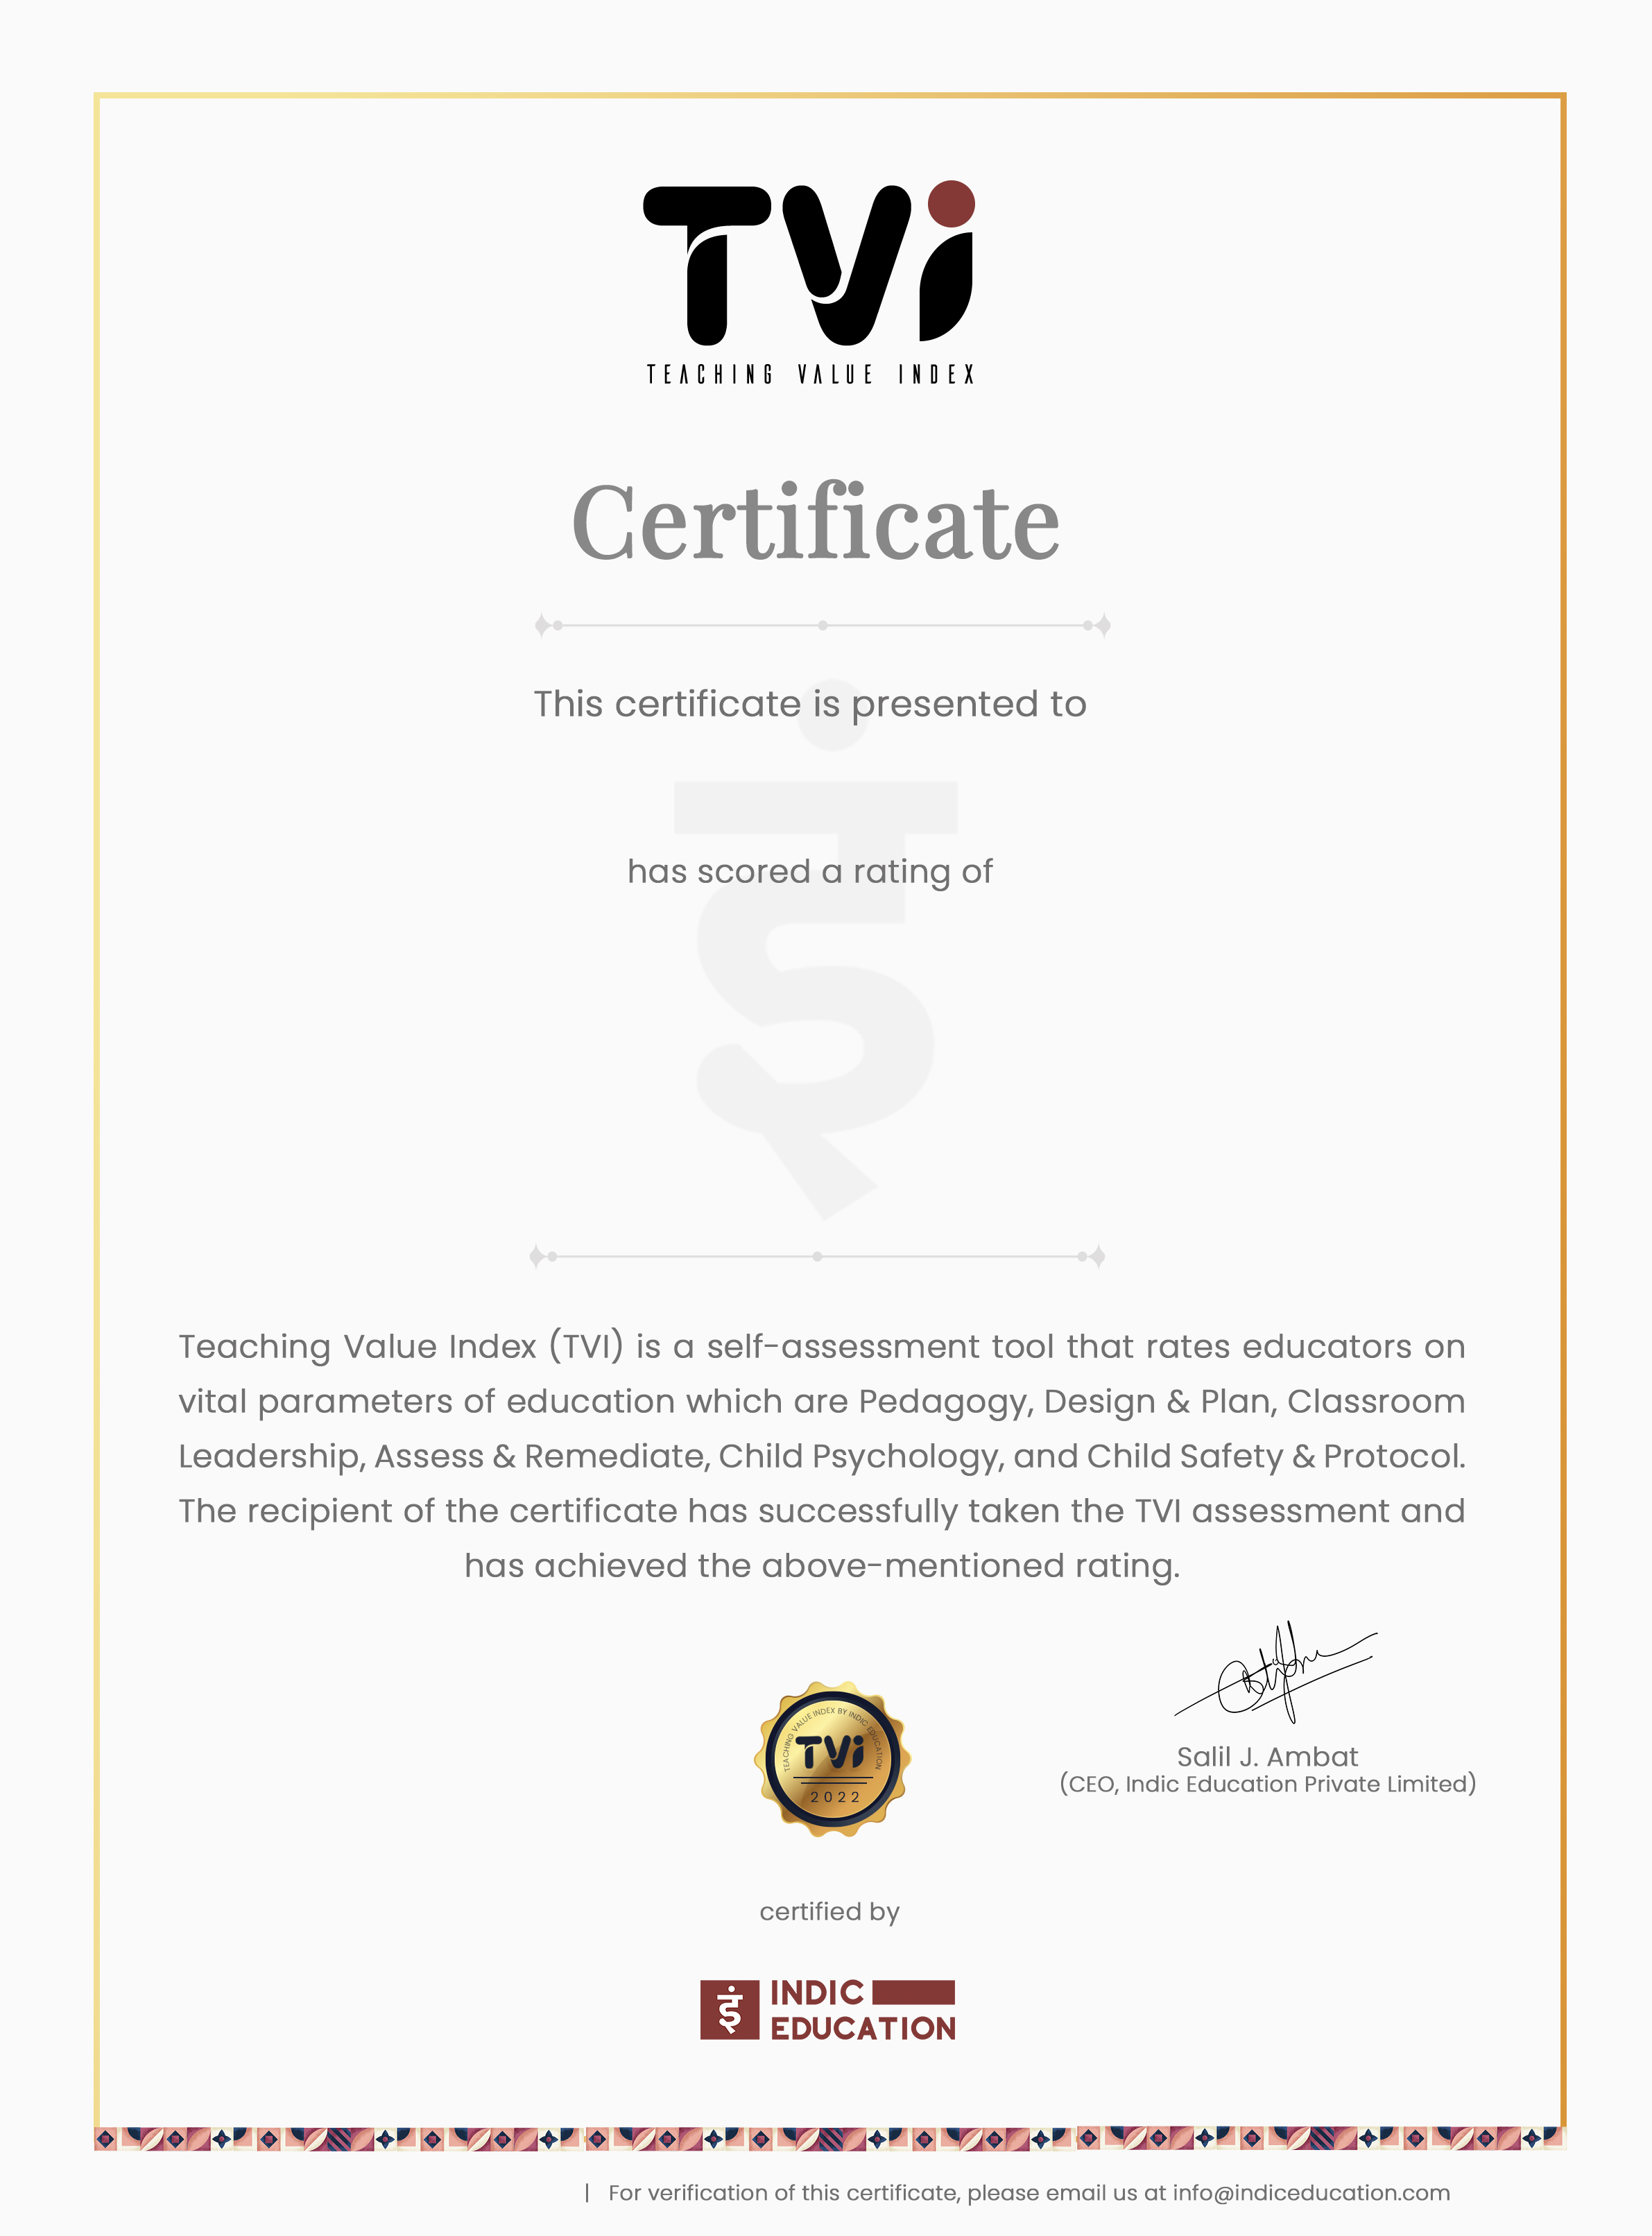 TVi
TEACHING VALUE INDEX
Certificate
This certificate is presented to
इं
has scored a rating of
Teaching Value Index (TVI) is a self-assessment tool that rates educators on
vital parameters of education which are Pedagogy, Design & Plan, Classroom
Leadership, Assess & Remediate, Child Psychology, and Child Safety & Protocol.
The recipient of the certificate has successfully taken the TVI assessment and
has achieved the above-mentioned rating.
TEACHING VALUE INDEX BY INDIC EDUCATION
TVi
2022
Salil J. Ambat
(CEO, Indic Education Private Limited)
certified by
इं
INDIC
EDUCATION
| For verification of this certificate, please email us at info@indiceducation.com